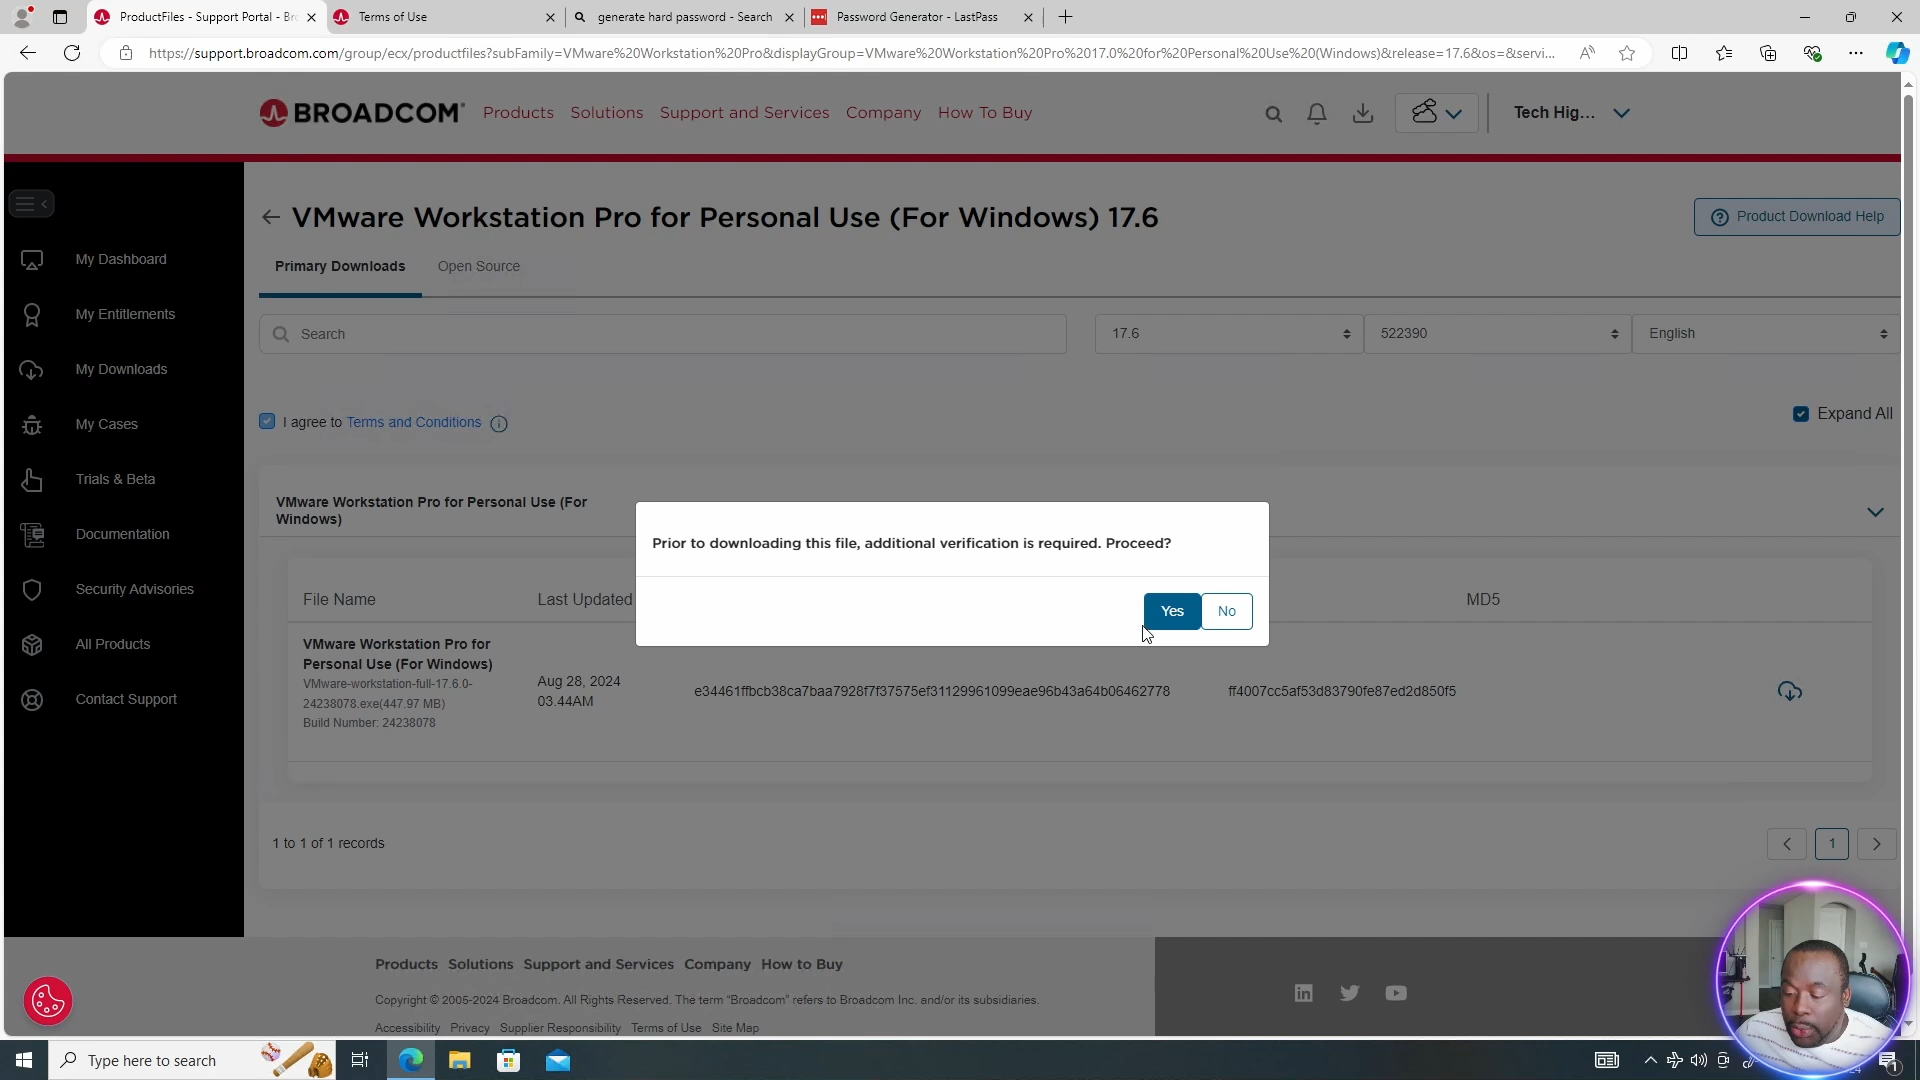 ProductFiles - Support Portal - Br
Terms of Use
generate hard password - Search
Password Generator - LastPass
https://support.broadcom.com/group/ecx/productfiles?subFamily=VMware%20Workstation%20Pro&displayGroup=VMware%20Workstation%20Pro%2017.0%20for%20Personal%20Use%20(Windows)&release=17.6&os=&servi...
BROADCOM
Products
Solutions
Support and Services
Company
How To Buy
Tech Hig...
My Dashboard
My Entitlements
My Downloads
My Cases
Trials & Beta
Documentation
Security Advisories
All Products
Contact Support
VMware Workstation Pro for Personal Use (For Windows) 17.6
Product Download Help
Primary Downloads
Open Source
Search
17.6
522390
English
I agree to Terms and Conditions
Expand All
VMware Workstation Pro for Personal Use (For
Windows)
Prior to downloading this file, additional verification is required. Proceed?
Yes
No
File Name
Last Updated
MD5
VMware Workstation Pro for
Personal Use (For Windows)
VMware-workstation-full-17.6.0-
24238078.exe(447.97 MB)
Build Number: 24238078
Aug 28, 2024
03.44AM
e34461ffbcb38ca7baa7928f7f37575ef31129961099eae96b43a64b06462778
ff4007cc5af53d83790fe87ed2d850f5
1 to 1 of 1 records
1
Products Solutions Support and Services Company How to Buy
Copyright © 2005-2024 Broadcom. All Rights Reserved. The term "Broadcom" refers to Broadcom Inc. and/or its subsidiaries.
Accessibility Privacy Supplier Responsibility Terms of Use Site Map
Type here to search
1